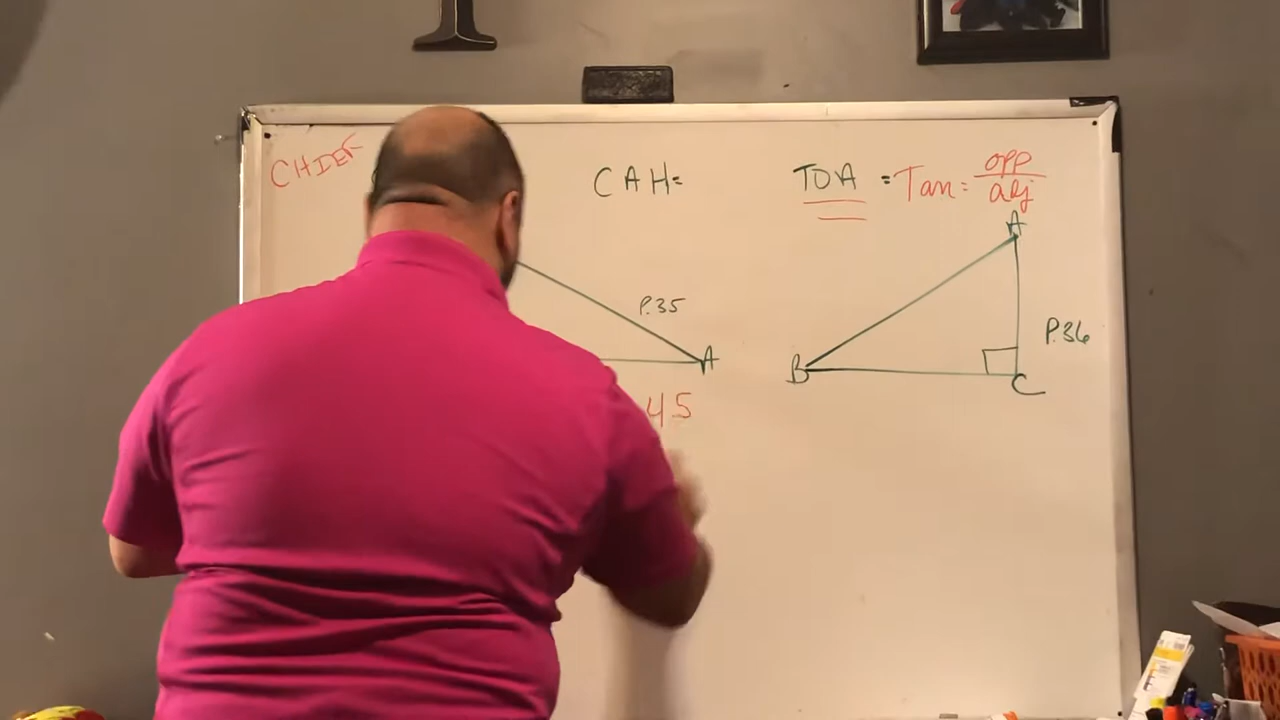 CHIEF
CAH=
TOA = Tan = opp/adj
A
P.35
P.36
A
B
C
45